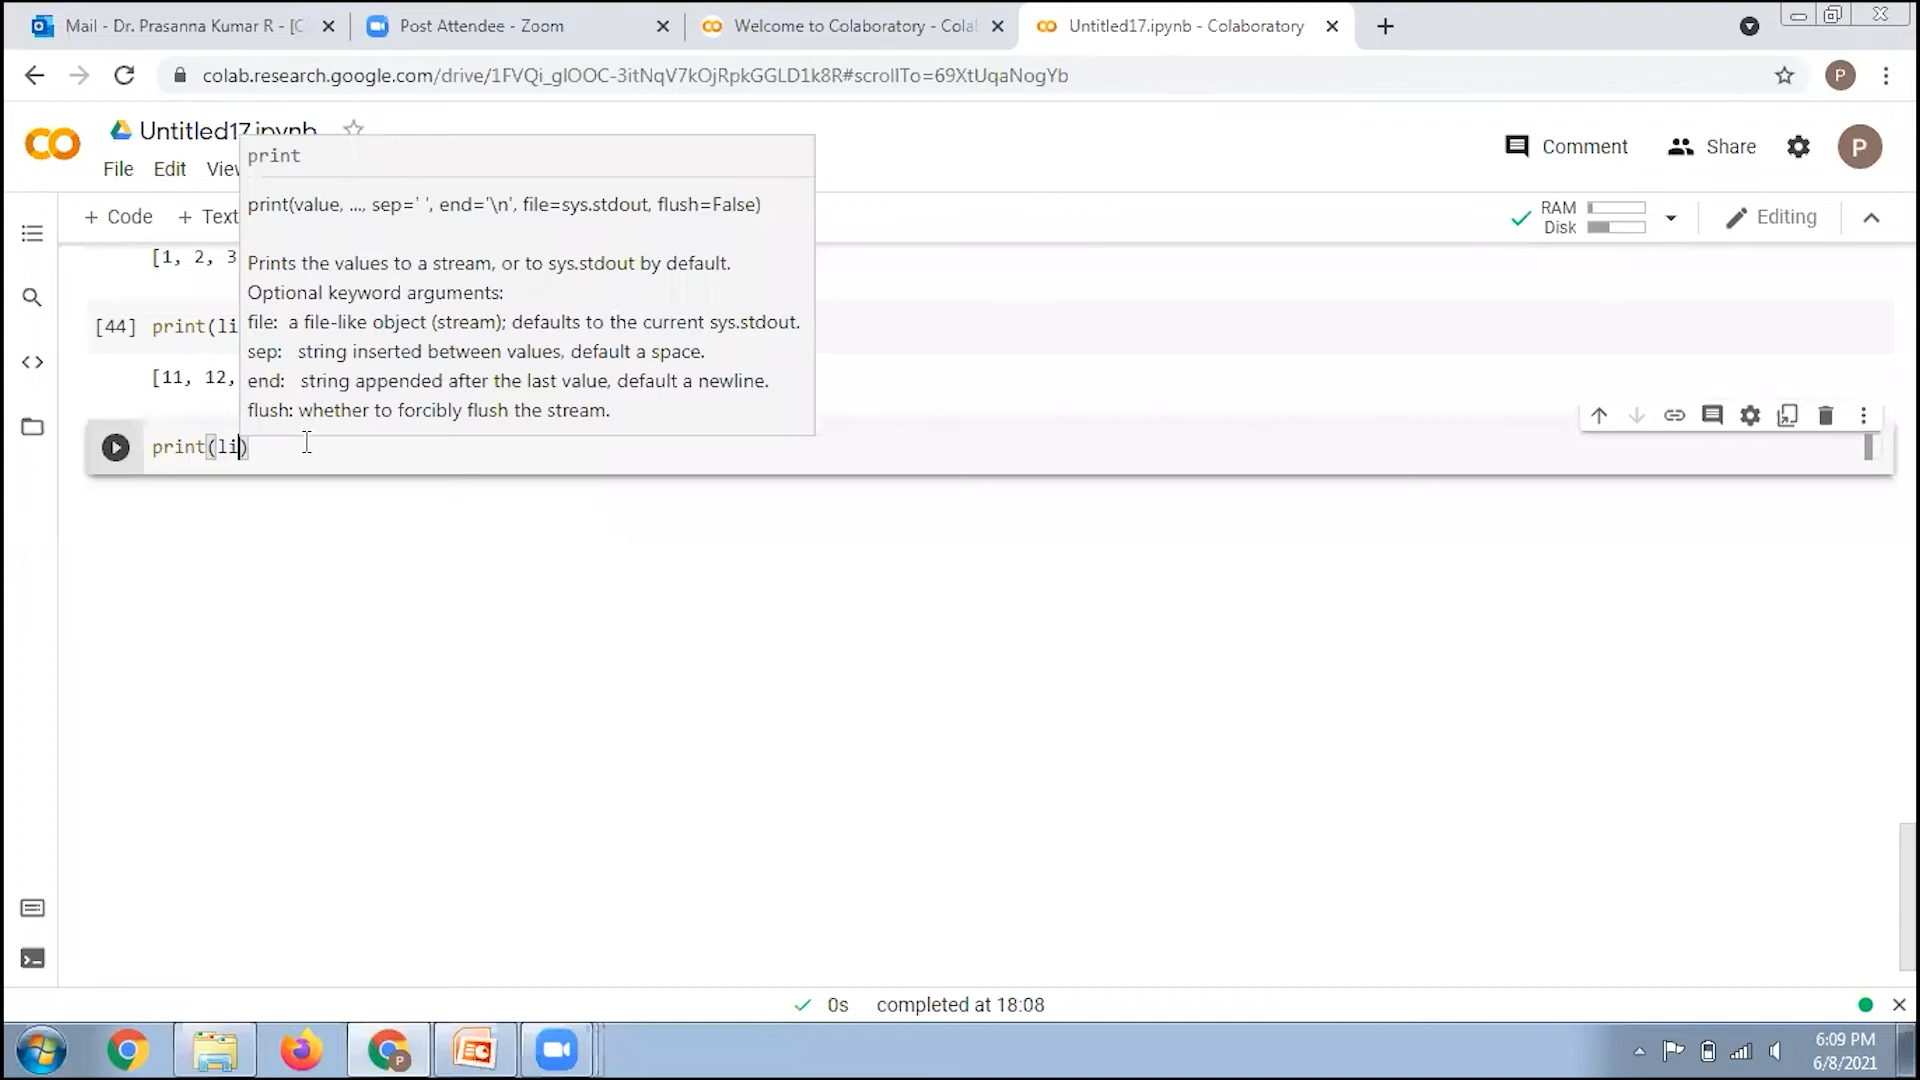 Mail - Dr. Prasanna Kumar R - [C
Post Attendee - Zoom
Welcome to Colaboratory - Cola
Untitled17.ipynb - Colaboratory
colab.research.google.com/drive/1FVQi_glOOC-3itNqV7kOjRpkGGLD1k8R#scrollTo=69XtUqaNogYb
P
Untitled17.ipynb
File Edit View
Comment
Share
P
print
print(value, ..., sep=' ', end='\n', file=sys.stdout, flush=False)
Prints the values to a stream, or to sys.stdout by default.
Optional keyword arguments:
file: a file-like object (stream); defaults to the current sys.stdout.
sep: string inserted between values, default a space.
end: string appended after the last value, default a newline.
flush: whether to forcibly flush the stream.
+ Code + Text
RAM
Disk
Editing
[1, 2, 3
[44] print(li
[11, 12,
print(li)
0s completed at 18:08
6:09 PM
6/8/2021